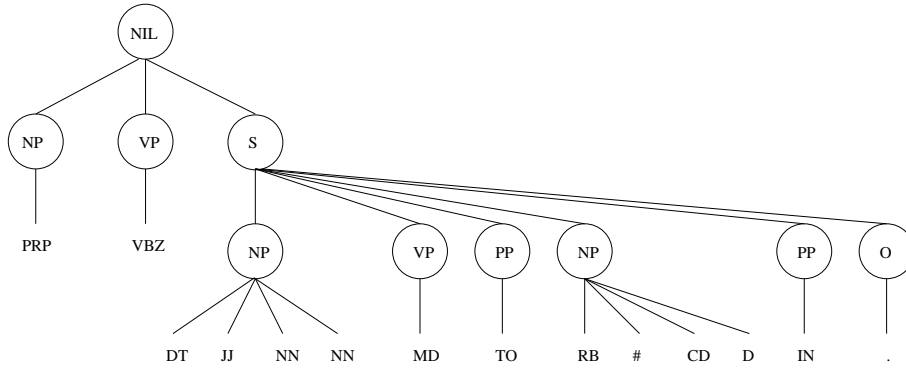 NIL
NP VP S
PRP VBZ NP VP PP NP PP O
DT JJ NN NN MD TO RB # CD D IN .